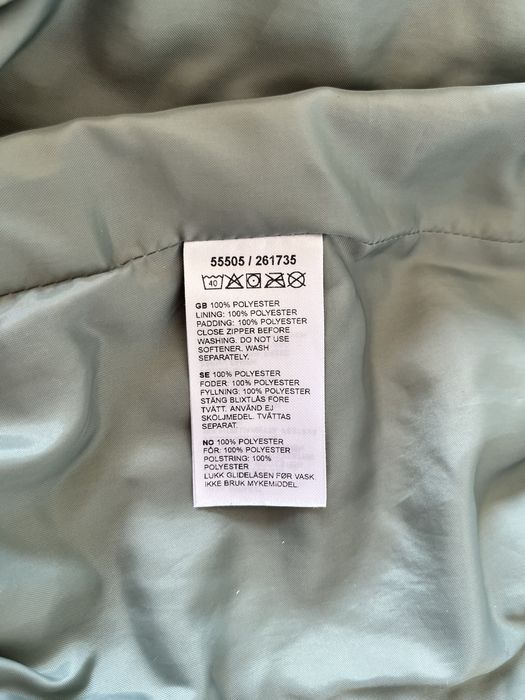 55505 / 261735
40
GB 100% POLYESTER
LINING: 100% POLYESTER
PADDING: 100% POLYESTER
CLOSE ZIPPER BEFORE
WASHING. DO NOT USE
SOFTENER. WASH
SEPARATELY.
SE 100% POLYESTER
FODER: 100% POLYESTER
FYLLNING: 100% POLYESTER
STÄNG BLIXTLÅS FÖRE
TVÄTT. ANVÄND EJ
SKÖLJMEDEL. TVÄTTAS
SEPARAT.
NO 100% POLYESTER
FÔR: 100% POLYESTER
POLSTRING: 100%
POLYESTER
LUKK GLIDELÅSEN FØR VASK
IKKE BRUK MYKEMIDDEL.